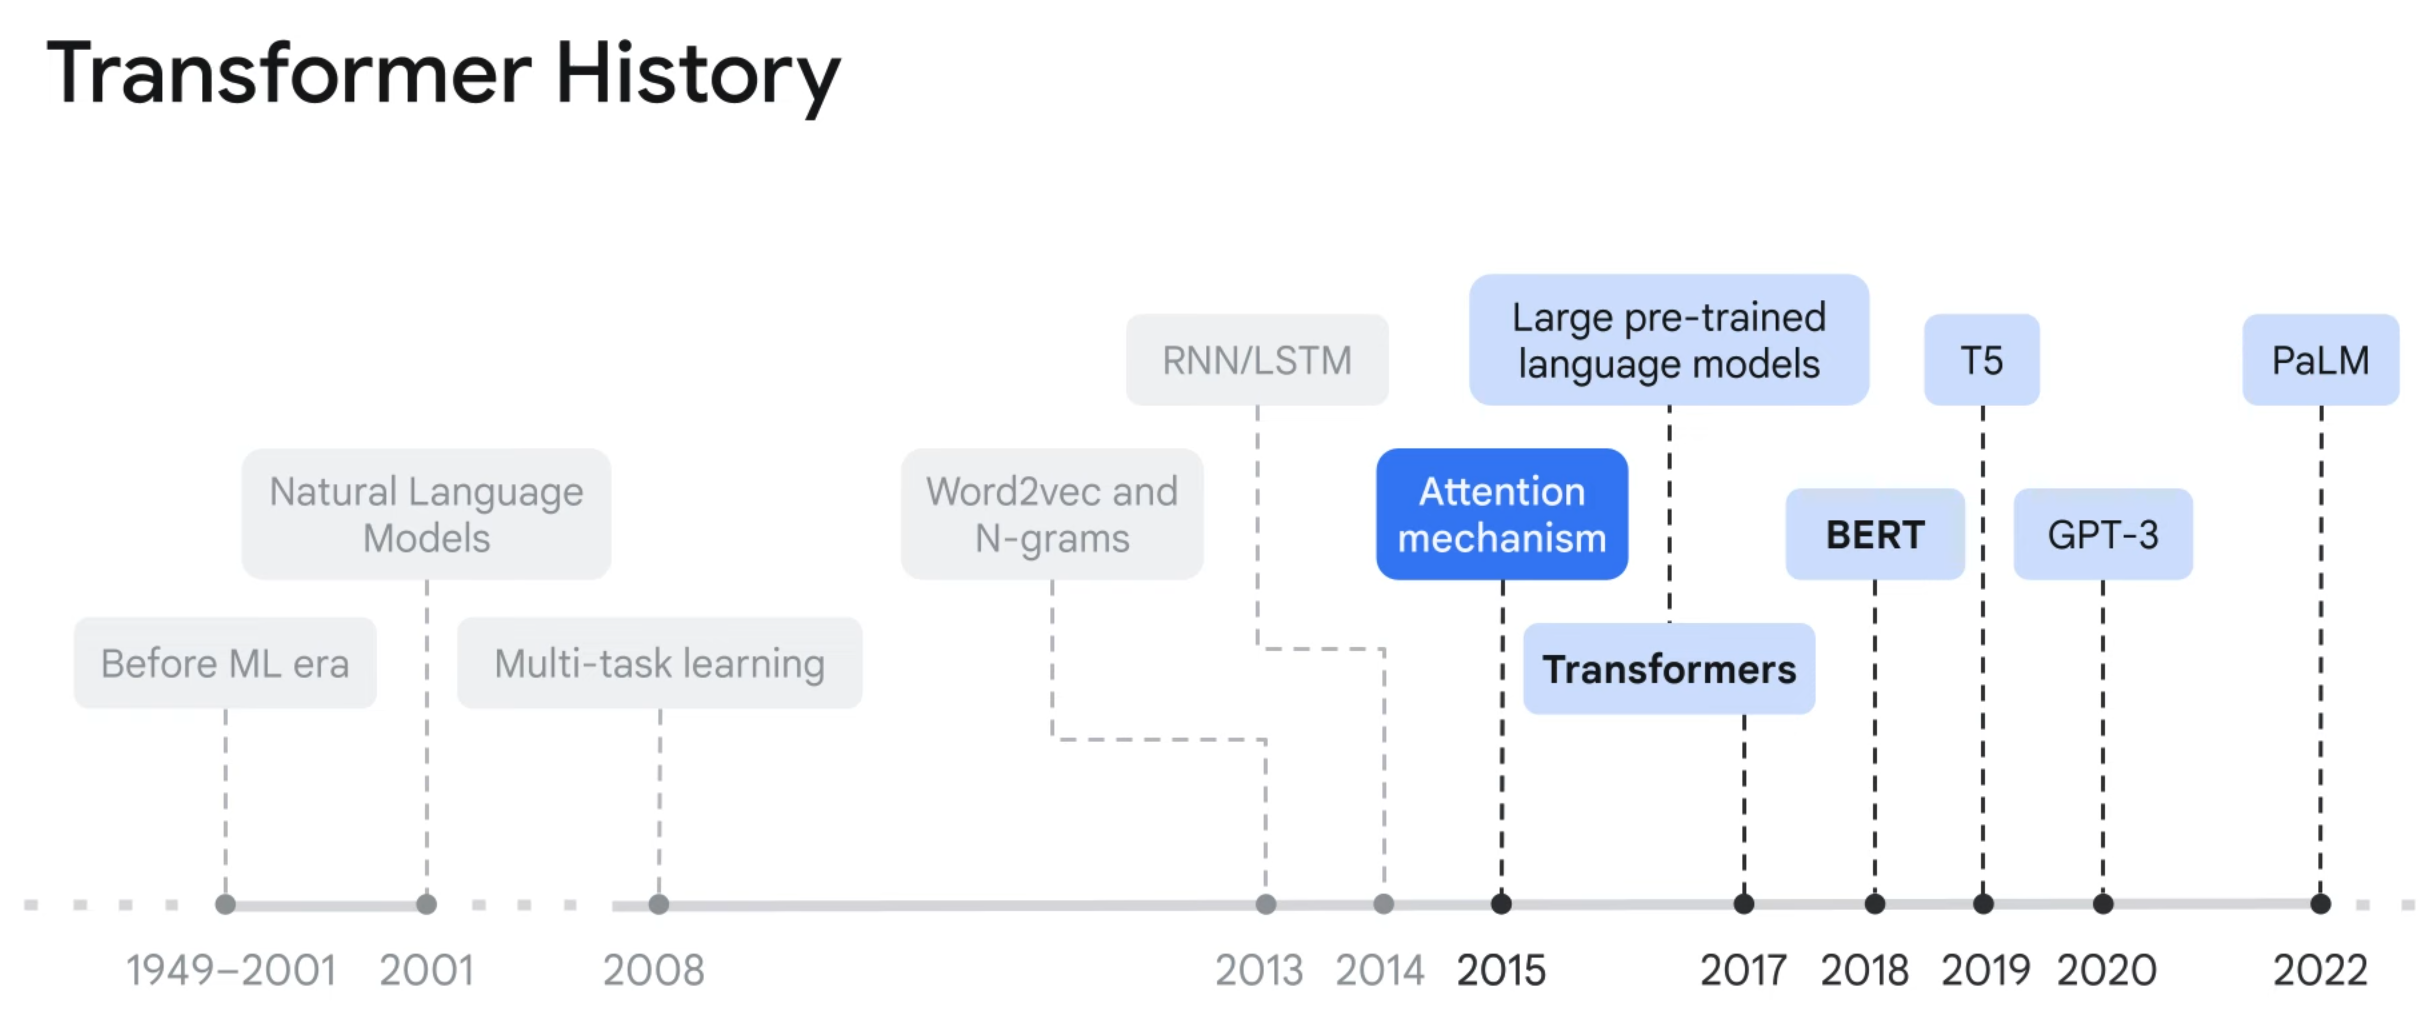 Transformer History
Large pre-trained
language models
RNN/LSTM
T5
PaLM
Natural Language
Models
Word2vec and
N-grams
Attention
mechanism
BERT
GPT-3
Before ML era
Multi-task learning
Transformers
1949–2001
2001
2008
2013
2014
2015
2017
2018
2019
2020
2022